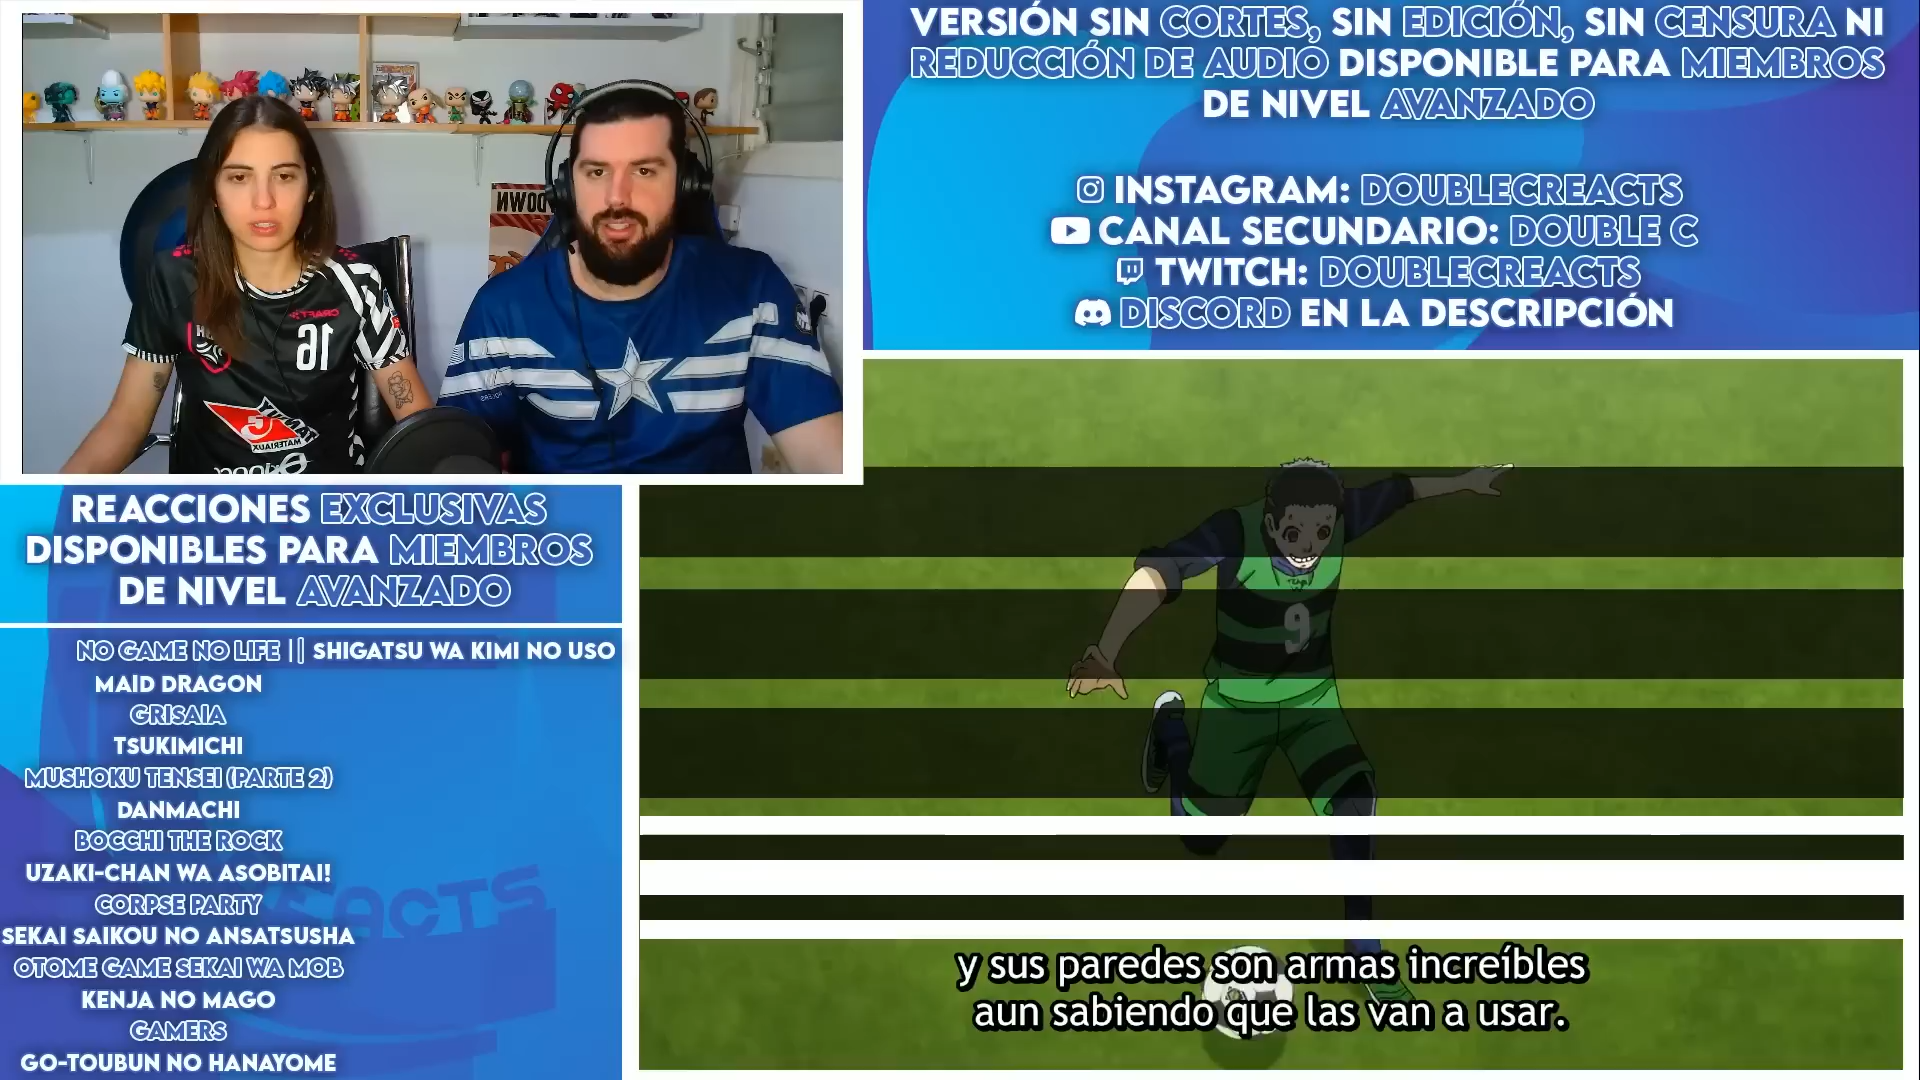 VERSIÓN SIN CORTES, SIN EDICIÓN, SIN CENSURA NI
REDUCCIÓN DE AUDIO DISPONIBLE PARA MIEMBROS
DE NIVEL AVANZADO
INSTAGRAM: DOUBLECREACTS
CANAL SECUNDARIO: DOUBLE C
TWITCH: DOUBLECREACTS
DISCORD EN LA DESCRIPCIÓN
CRAFT
16
MATERIAUX
REACCIONES EXCLUSIVAS
DISPONIBLES PARA MIEMBROS
DE NIVEL AVANZADO
NO GAME NO LIFE || SHIGATSU WA KIMI NO USO
MAID DRAGON
GRISAIA
TSUKIMICHI
MUSHOKU TENSEI (PARTE 2)
DANMACHI
BOCCHI THE ROCK
UZAKI-CHAN WA ASOBITAI!
CORPSE PARTY
SEKAI SAIKOU NO ANSATSUSHA
OTOME GAME SEKAI WA MOB
KENJA NO MAGO
GAMERS
GO-TOUBUN NO HANAYOME
9
y sus paredes son armas increíbles
aun sabiendo que las van a usar.